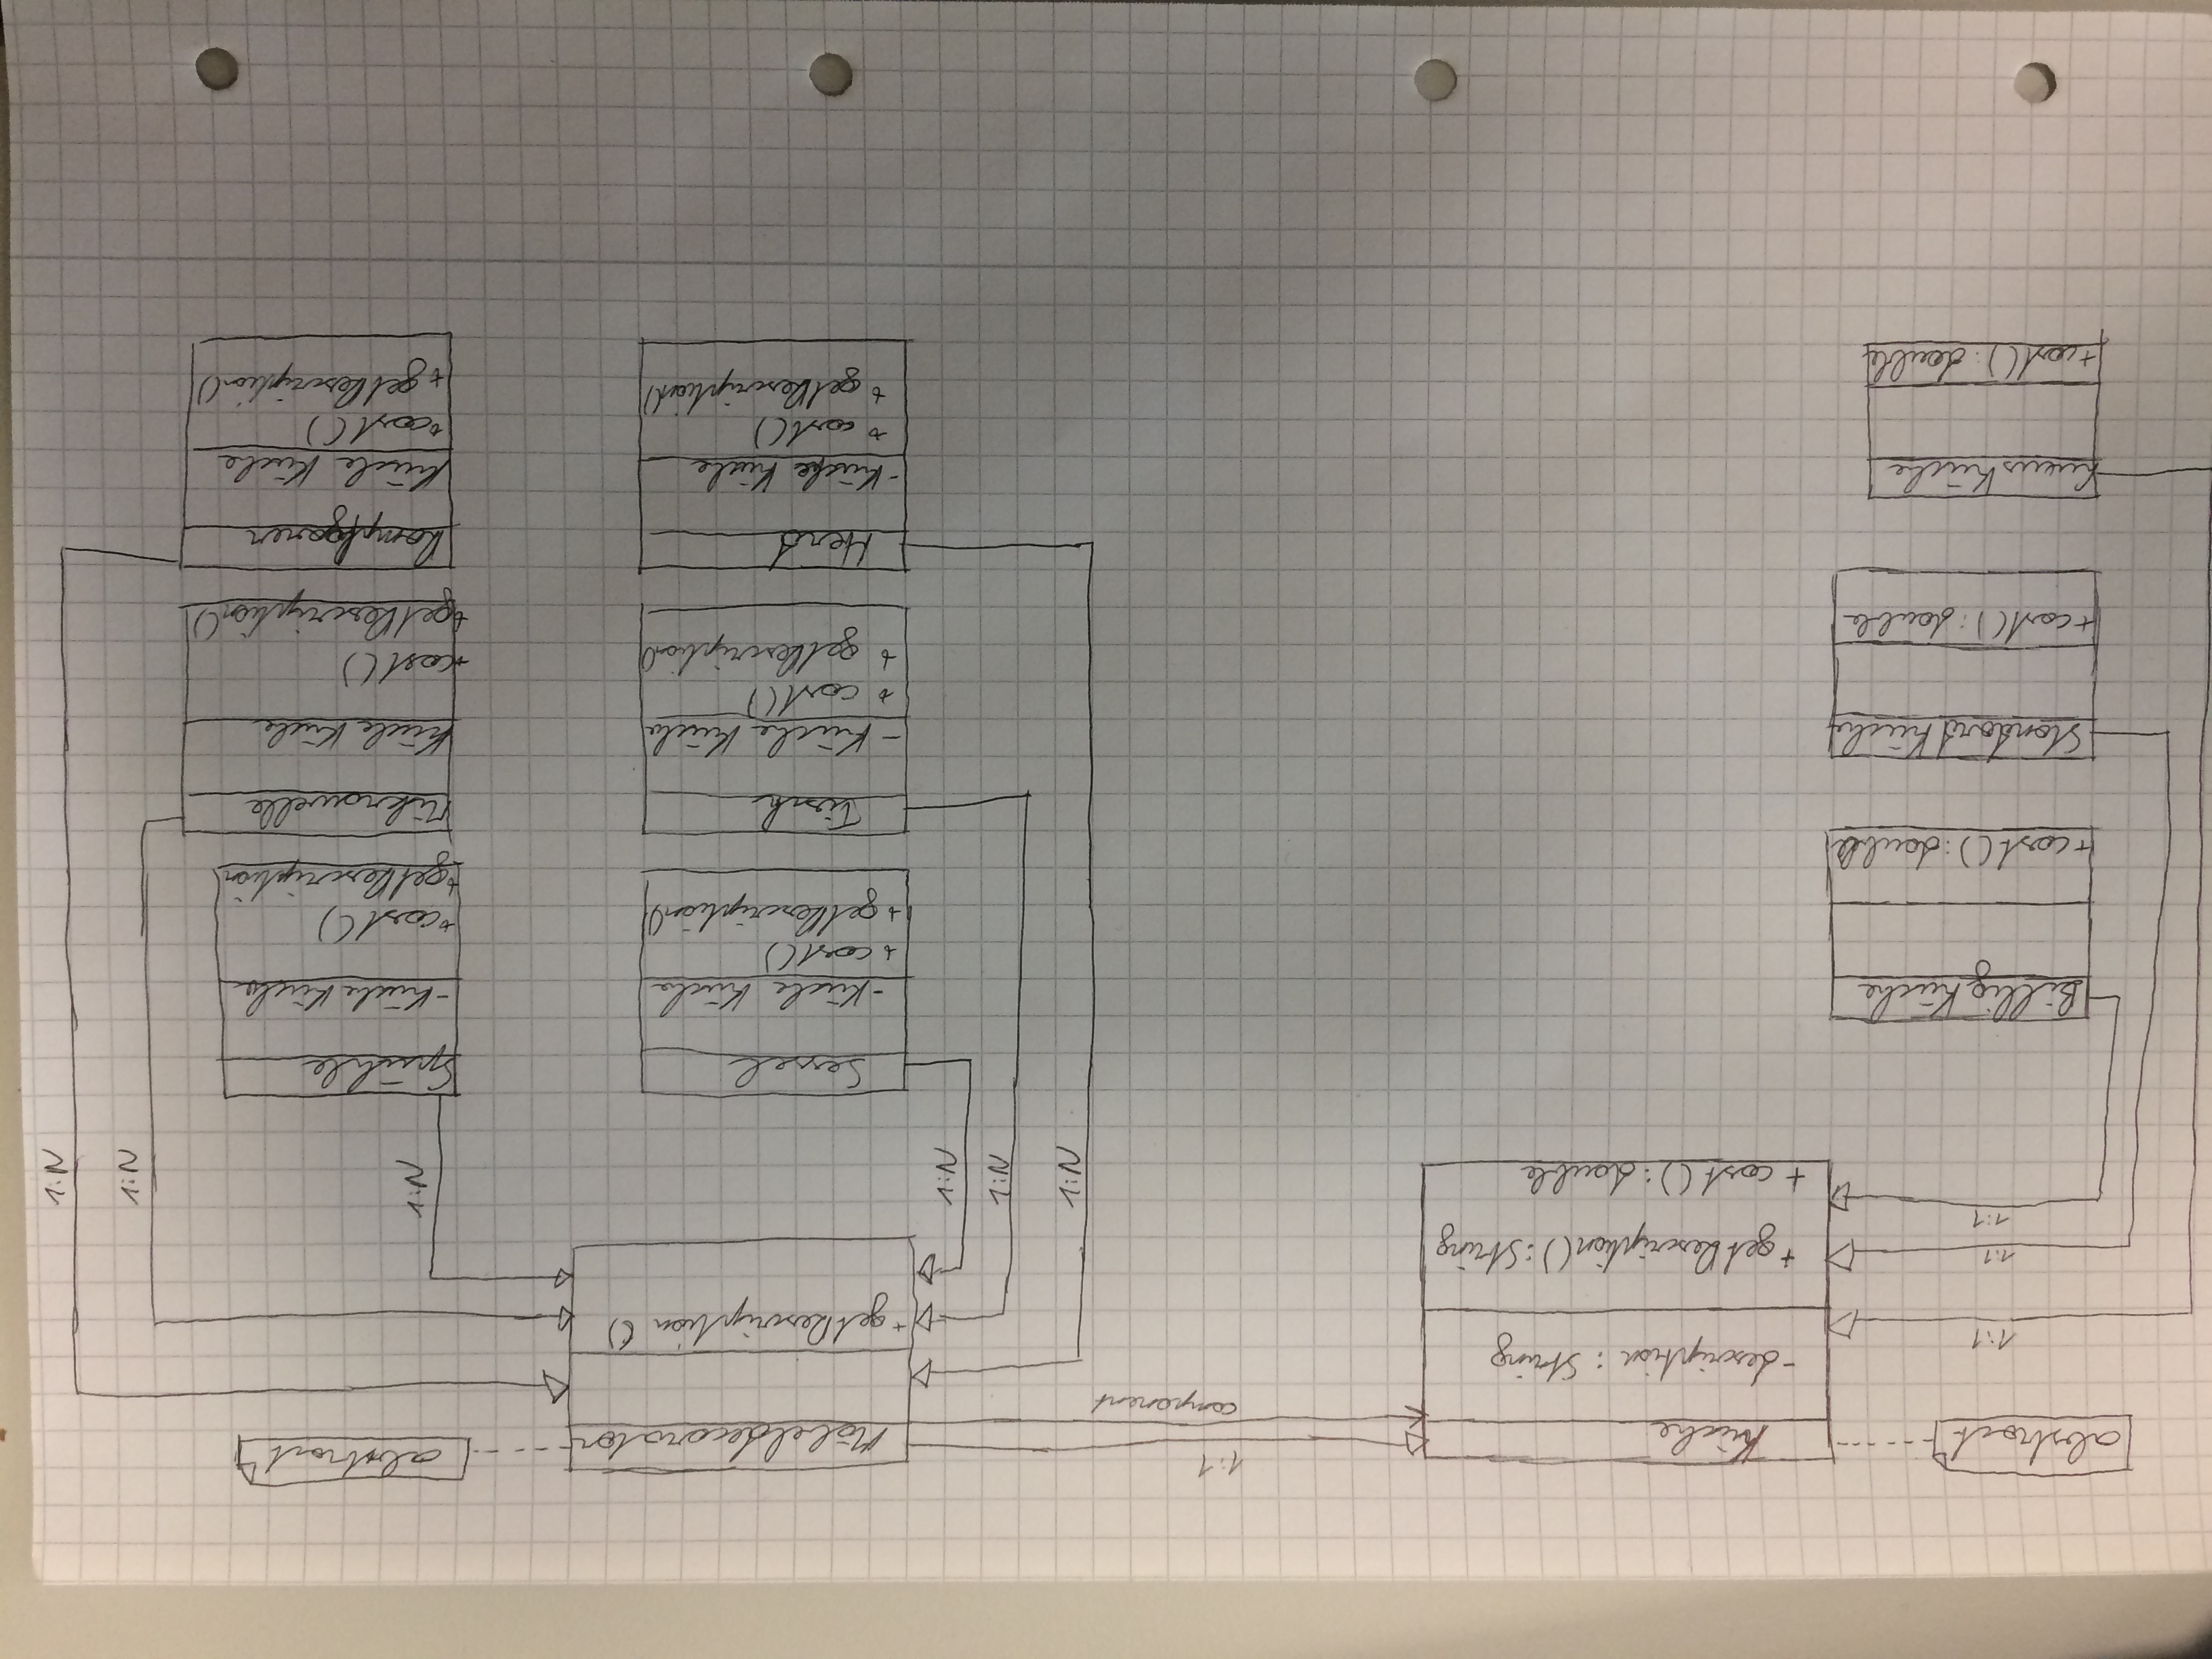 abstract
Küche
- description : String
+ getDescription() : String
+ cost() : double
1:1
1:1
1:1
BilligKüche
+cost() : double
StandardKüche
+cost() : double
LuxusKüche
+cost() : double
1:1
component
Möbeldecorator
+ getDescription ()
abstract
1:N
1:N
1:N
Sessel
- Küche Küche
+ cost()
+ getDescription()
Tisch
- Küche Küche
+ cost()
+ getDescription()
Herd
- Küche Küche
+ cost()
+ getDescription()
1:N
1:N
1:N
Spühle
- Küche Küche
+cost()
+getDescription
Mikrowelle
Küche Küche
+cost()
+getDescription()
Dampfgarer
Küche Küche
+cost()
+ getDescription()